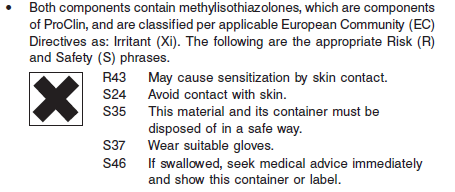 • Both components contain methylisothiazolones, which are components
of ProClin, and are classified per applicable European Community (EC)
Directives as: Irritant (Xi). The following are the appropriate Risk (R)
and Safety (S) phrases.
R43 May cause sensitization by skin contact.
S24 Avoid contact with skin.
S35 This material and its container must be
disposed of in a safe way.
S37 Wear suitable gloves.
S46 If swallowed, seek medical advice immediately
and show this container or label.